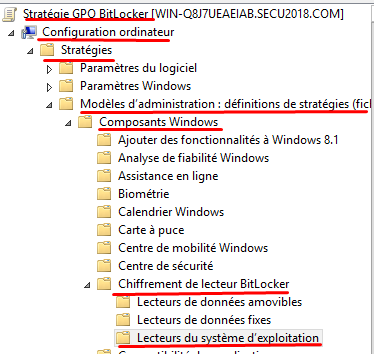 Stratégie GPO BitLocker [WIN-Q8J7UEAEIAB.SECU2018.COM]
Configuration ordinateur
Stratégies
Paramètres du logiciel
Paramètres Windows
Modèles d'administration : définitions de stratégies (fich
Composants Windows
Ajouter des fonctionnalités à Windows 8.1
Analyse de fiabilité Windows
Assistance en ligne
Biométrie
Calendrier Windows
Carte à puce
Centre de mobilité Windows
Centre de sécurité
Chiffrement de lecteur BitLocker
Lecteurs de données amovibles
Lecteurs de données fixes
Lecteurs du système d'exploitation